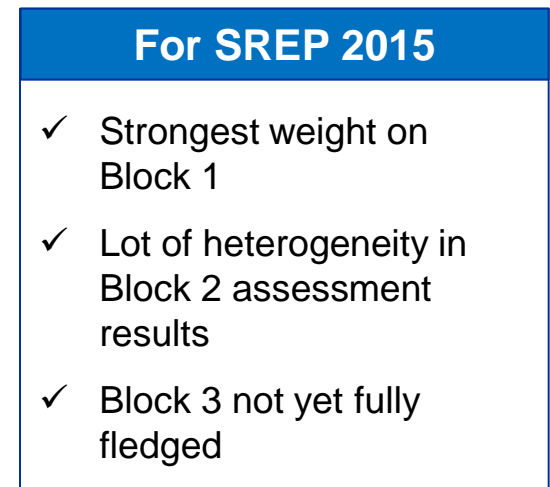 For SREP 2015
✓ Strongest weight on
Block 1
✓ Lot of heterogeneity in
Block 2 assessment
results
✓ Block 3 not yet fully
fledged